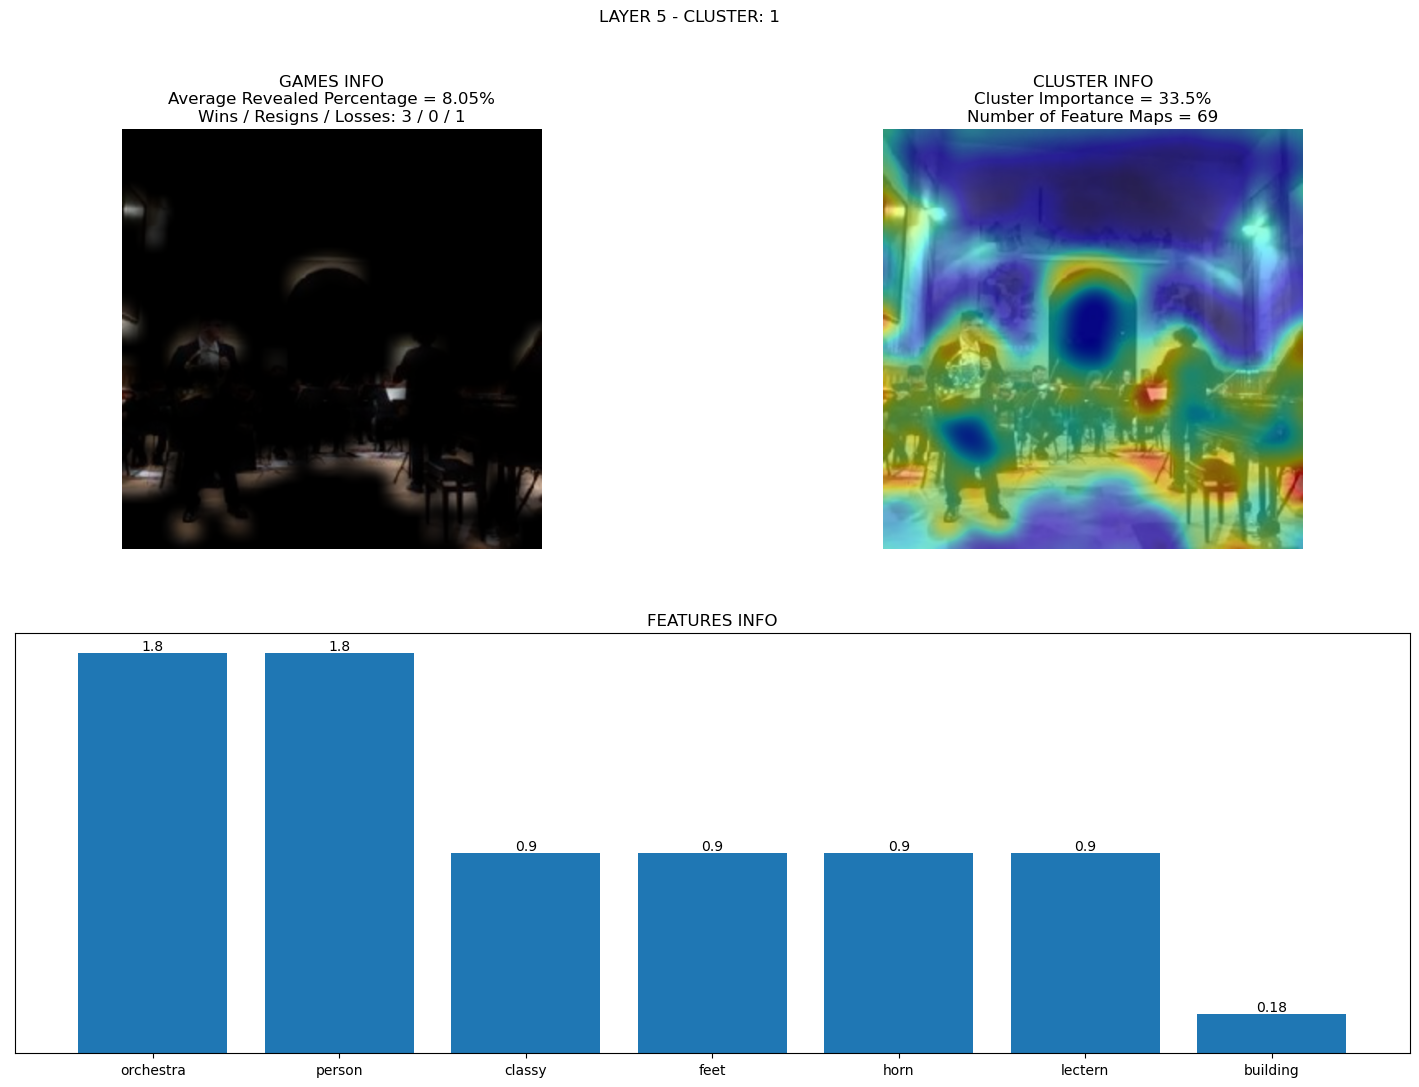 LAYER 5 - CLUSTER: 1
GAMES INFO
Average Revealed Percentage = 8.05%
Wins / Resigns / Losses: 3 / 0 / 1
CLUSTER INFO
Cluster Importance = 33.5%
Number of Feature Maps = 69
FEATURES INFO
1.8 1.8 0.9 0.9 0.9 0.9 0.18
orchestra person classy feet horn lectern building